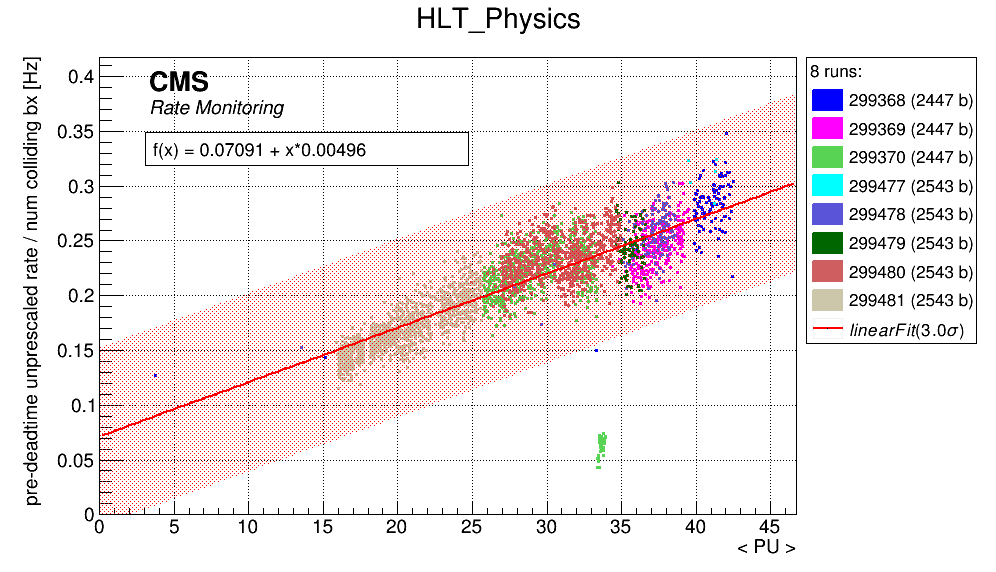 HLT_Physics
pre-deadtime unprescaled rate / num colliding bx [Hz]
0.4
0.35
0.3
0.25
0.2
0.15
0.1
0.05
0
CMS
Rate Monitoring
f(x) = 0.07091 + x*0.00496
0 5 10 15 20 25 30 35 40 45
< PU >
8 runs:
299368 (2447 b)
299369 (2447 b)
299370 (2447 b)
299477 (2543 b)
299478 (2543 b)
299479 (2543 b)
299480 (2543 b)
299481 (2543 b)
linearFit(3.0σ)